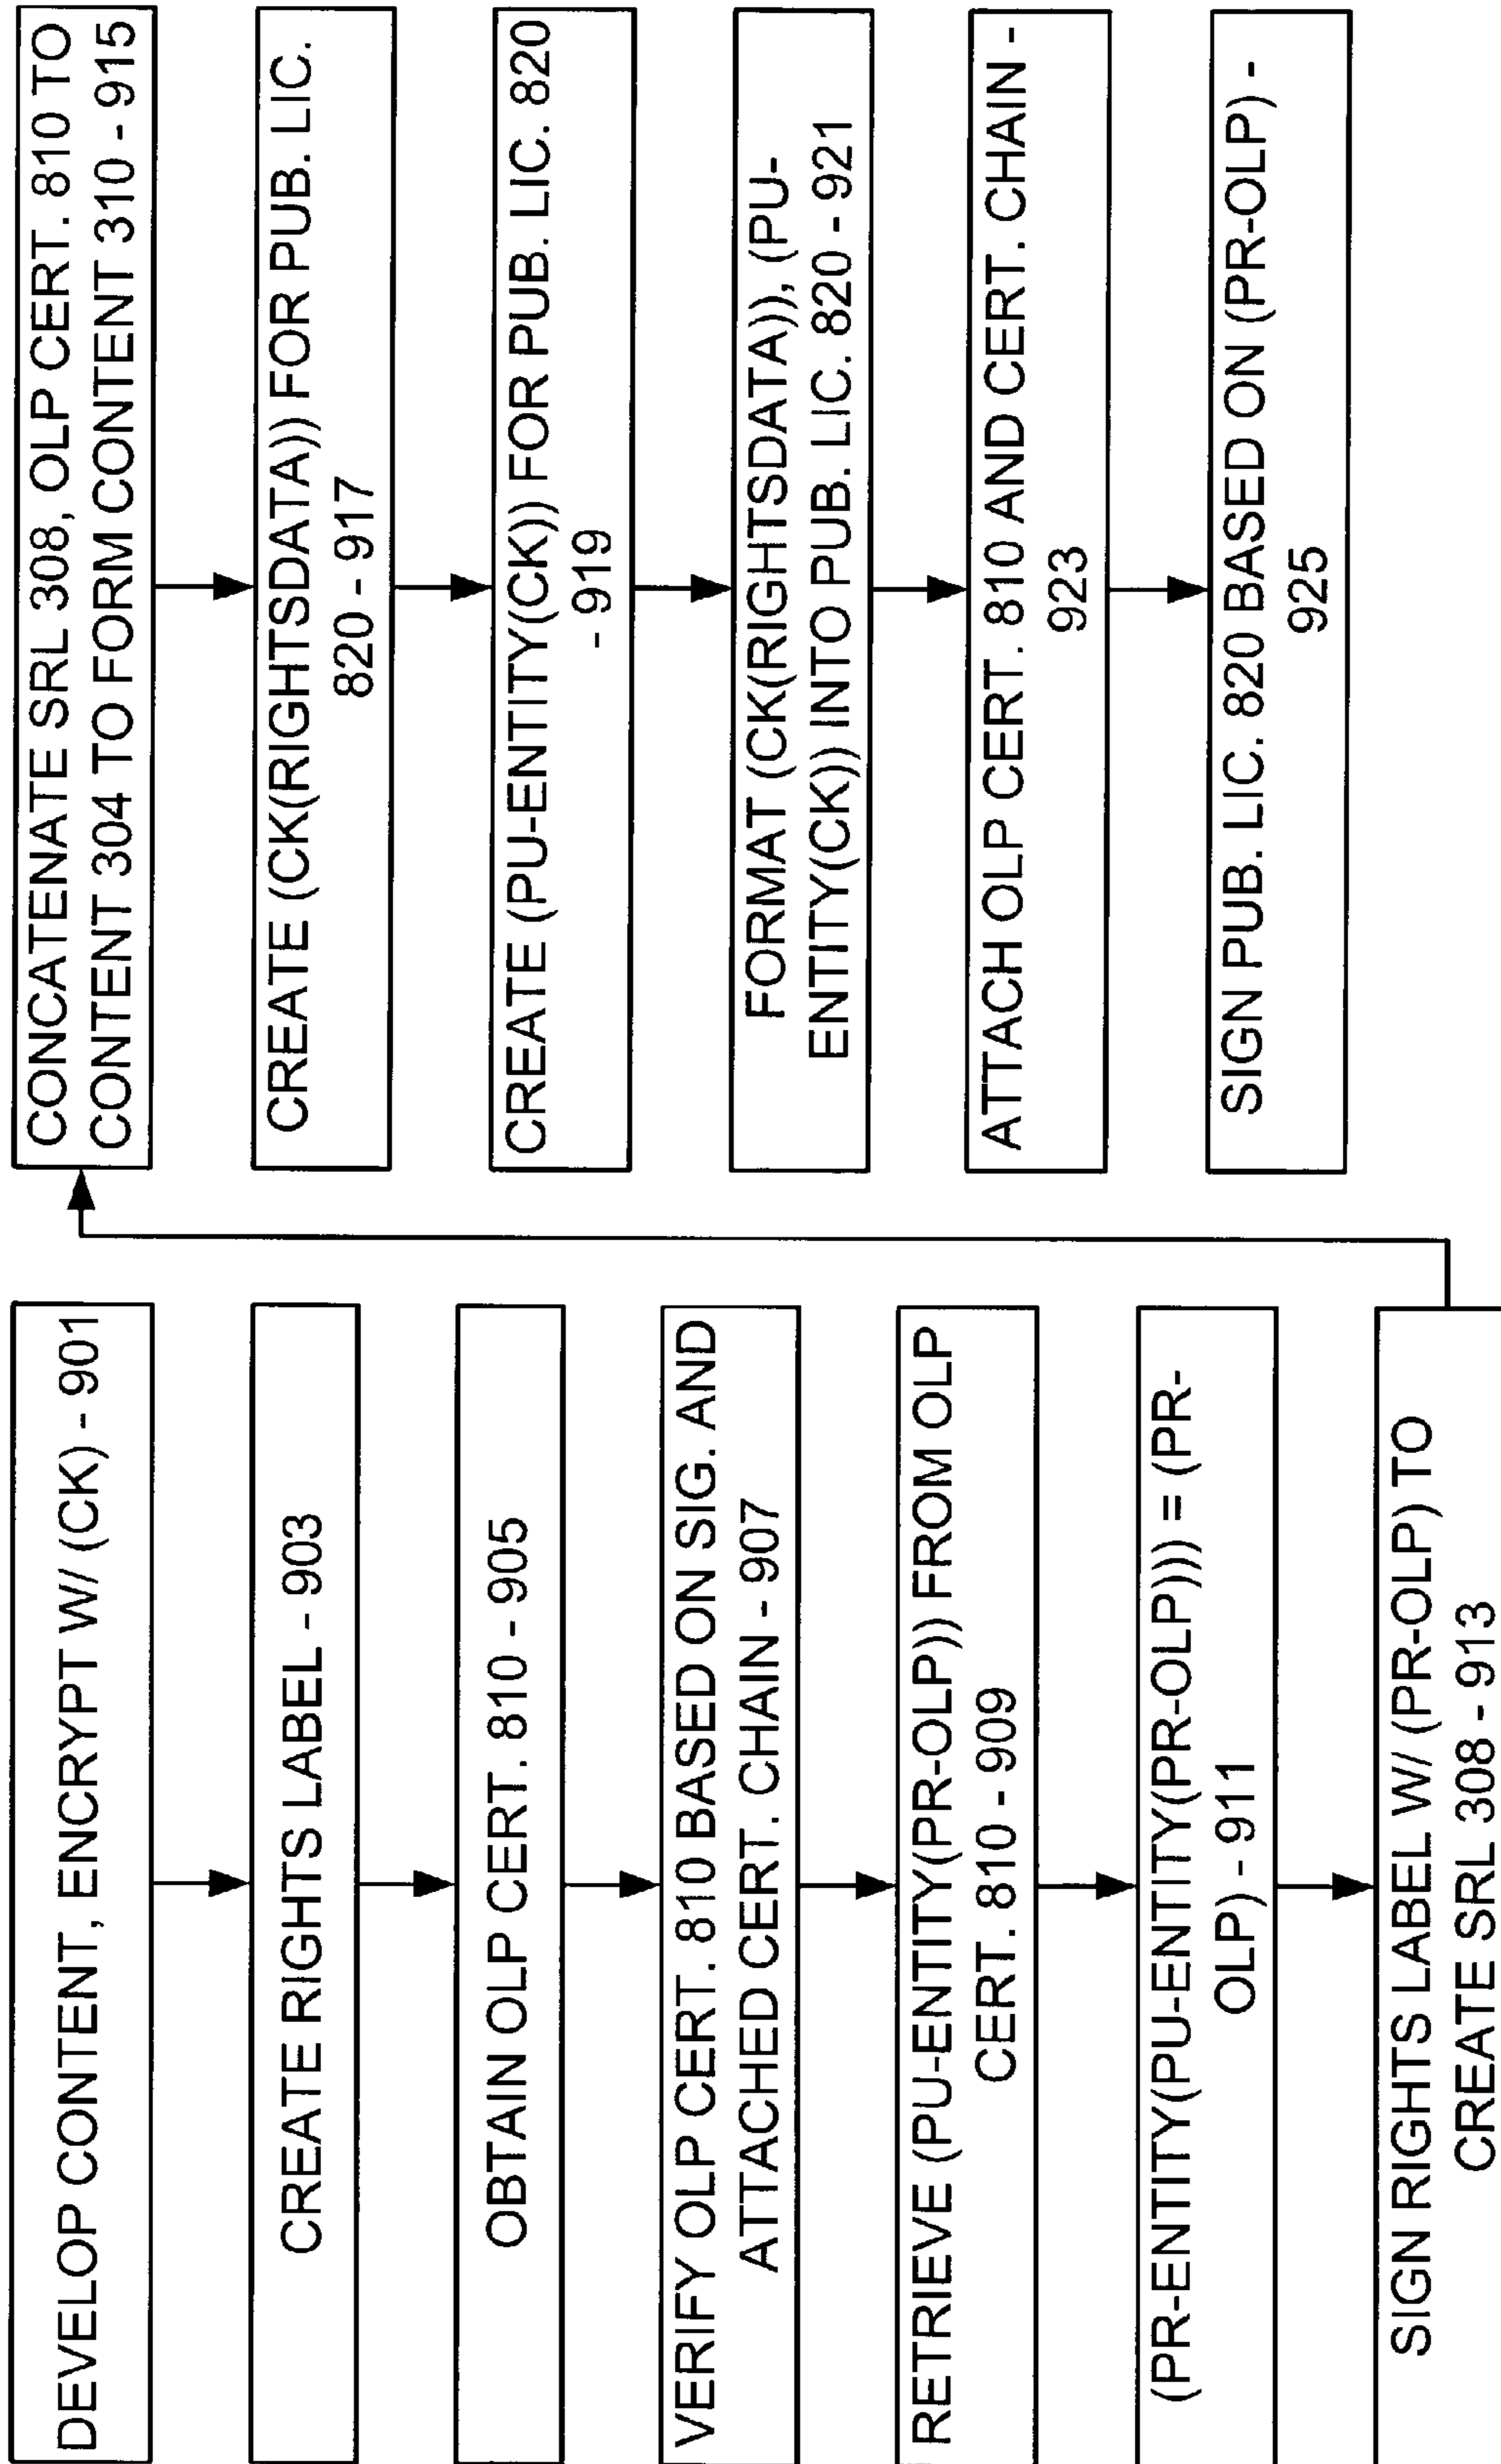 DEVELOP CONTENT, ENCRYPT W/ (CK) - 901
CREATE RIGHTS LABEL - 903
OBTAIN OLP CERT. 810 - 905
VERIFY OLP CERT. 810 BASED ON SIG. AND
ATTACHED CERT. CHAIN - 907
RETRIEVE (PU-ENTITY(PR-OLP)) FROM OLP
CERT. 810 - 909
(PR-ENTITY(PU-ENTITY(PR-OLP))) = (PR-
OLP) - 911
SIGN RIGHTS LABEL W/ (PR-OLP) TO
CREATE SRL 308 - 913
CONCATENATE SRL 308, OLP CERT. 810 TO
CONTENT 304 TO FORM CONTENT 310 - 915
CREATE (CK(RIGHTSDATA)) FOR PUB. LIC.
820 - 917
CREATE (PU-ENTITY(CK)) FOR PUB. LIC. 820
- 919
FORMAT (CK(RIGHTSDATA)), (PU-
ENTITY(CK)) INTO PUB. LIC. 820 - 921
ATTACH OLP CERT. 810 AND CERT. CHAIN -
923
SIGN PUB. LIC. 820 BASED ON (PR-OLP) -
925